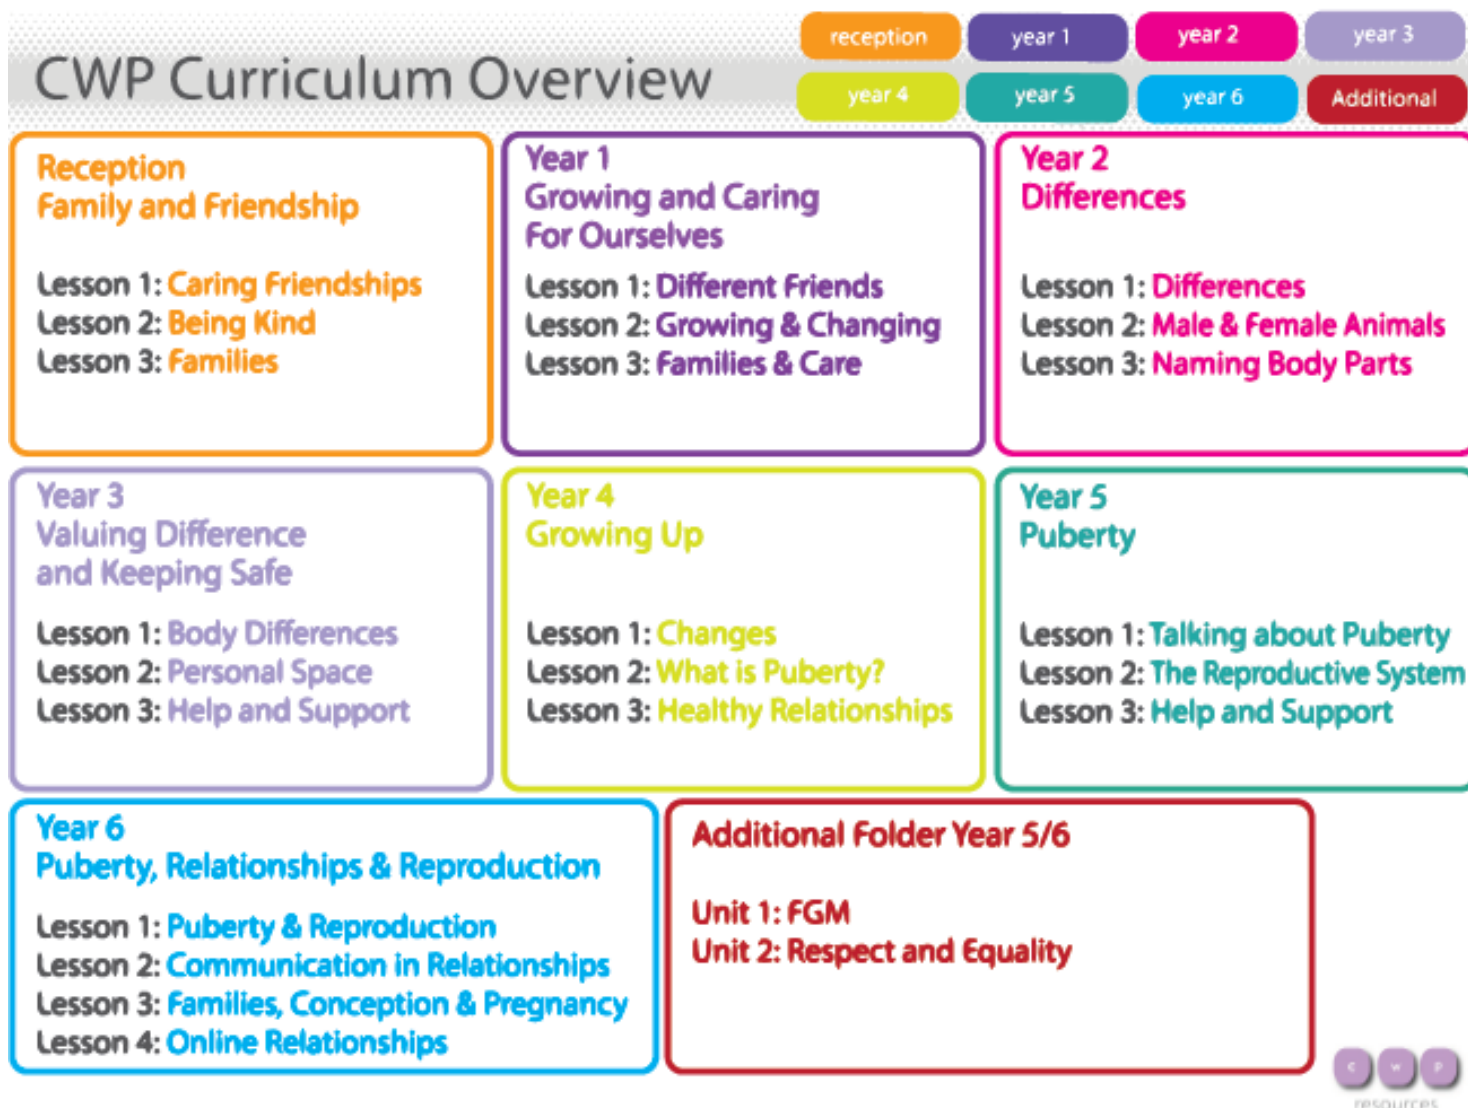 CWP Curriculum Overview
reception
year 1
year 2
year 3
year 4
year 5
year 6
Additional
Reception
Family and Friendship
Lesson 1: Caring Friendships
Lesson 2: Being Kind
Lesson 3: Families
Year 1
Growing and Caring
For Ourselves
Lesson 1: Different Friends
Lesson 2: Growing & Changing
Lesson 3: Families & Care
Year 2
Differences
Lesson 1: Differences
Lesson 2: Male & Female Animals
Lesson 3: Naming Body Parts
Year 3
Valuing Difference
and Keeping Safe
Lesson 1: Body Differences
Lesson 2: Personal Space
Lesson 3: Help and Support
Year 4
Growing Up
Lesson 1: Changes
Lesson 2: What is Puberty?
Lesson 3: Healthy Relationships
Year 5
Puberty
Lesson 1: Talking about Puberty
Lesson 2: The Reproductive System
Lesson 3: Help and Support
Year 6
Puberty, Relationships & Reproduction
Lesson 1: Puberty & Reproduction
Lesson 2: Communication in Relationships
Lesson 3: Families, Conception & Pregnancy
Lesson 4: Online Relationships
Additional Folder Year 5/6
Unit 1: FGM
Unit 2: Respect and Equality
c w p
resources